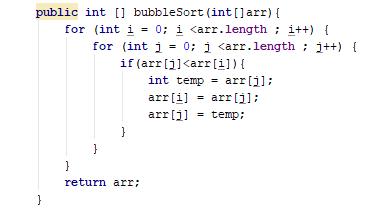 public int [] bubbleSort(int[]arr){
for (int i = 0; i <arr.length ; i++) {
for (int j = 0; j <arr.length ; j++) {
if(arr[j]<arr[i]){
int temp = arr[j];
arr[i] = arr[j];
arr[j] = temp;
}
}
}
return arr;
}